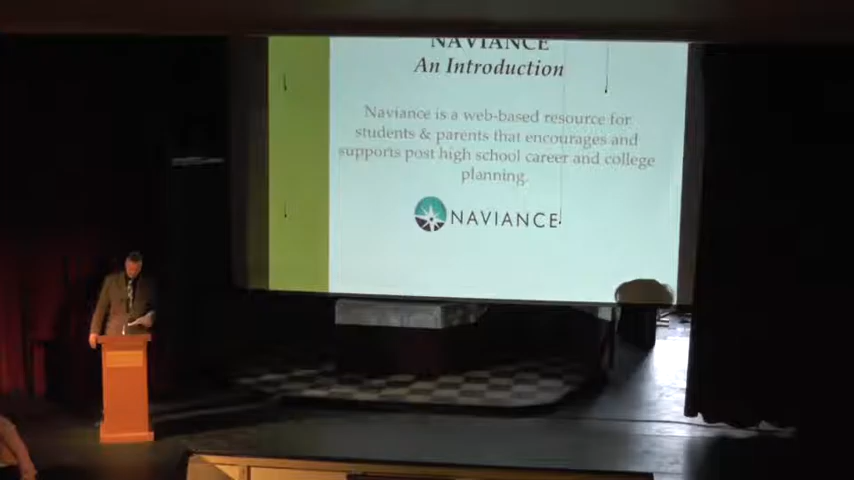 NAVIANCE
An Introduction
Naviance is a web-based resource for
students & parents that encourages and
supports post high school career and college
planning.
NAVIANCE